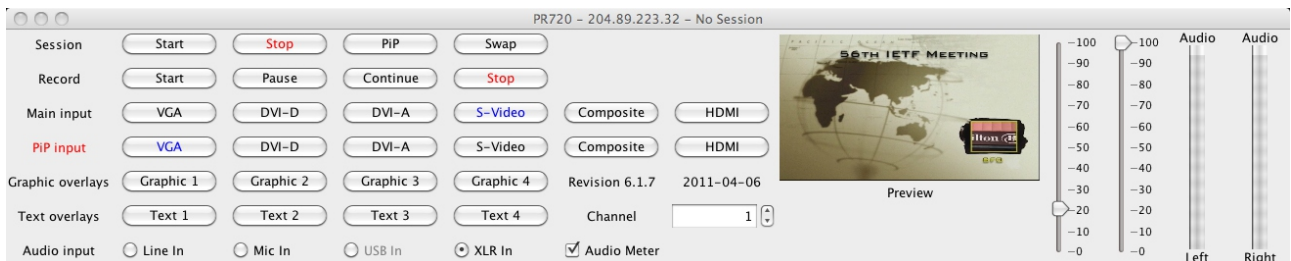 PR720 – 204.89.223.32 – No Session
Session Start Stop PiP Swap
Record Start Pause Continue Stop
Main input VGA DVI-D DVI-A S-Video Composite HDMI
PiP input VGA DVI-D DVI-A S-Video Composite HDMI
Graphic overlays Graphic 1 Graphic 2 Graphic 3 Graphic 4 Revision 6.1.7 2011-04-06
Text overlays Text 1 Text 2 Text 3 Text 4 Channel 1
Audio input Line In Mic In USB In XLR In Audio Meter
56TH IETF MEETING
Preview
-100 -100 Audio Audio
-90 -90
-80 -80
-70 -70
-60 -60
-50 -50
-40 -40
-30 -30
-20 -20
-10 -10
-0 -0 Left Right